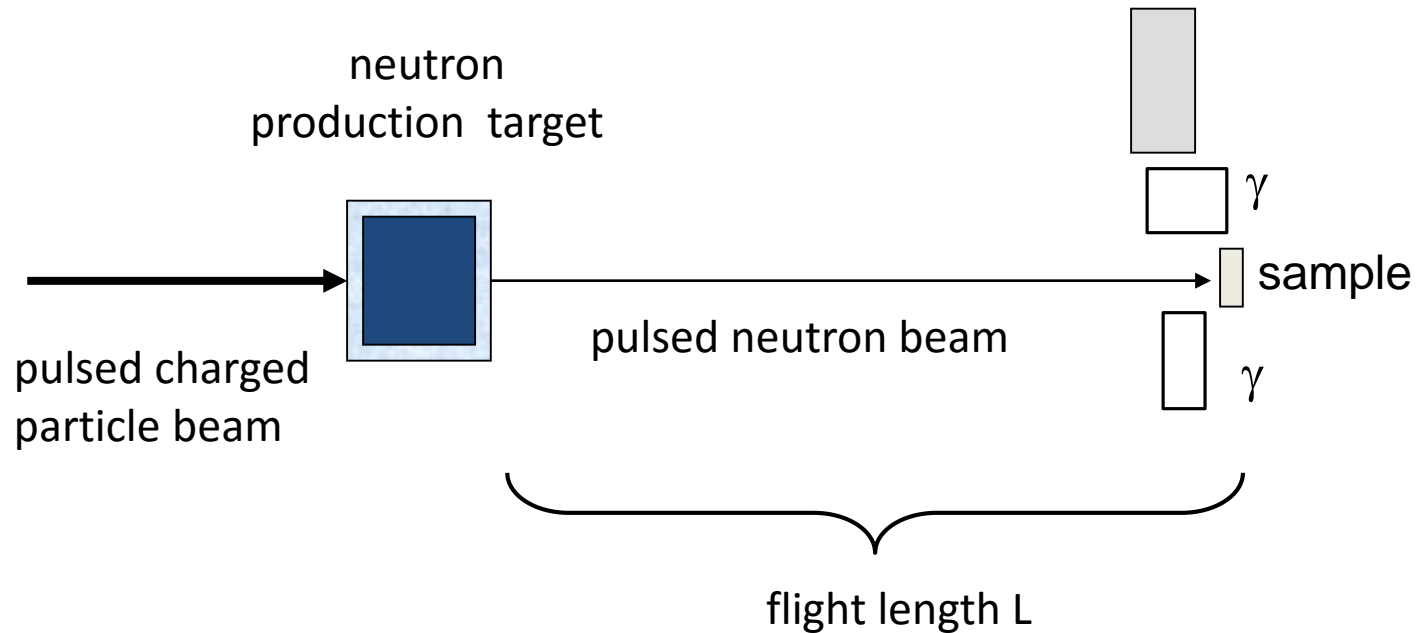 neutron
production target
γ
sample
pulsed neutron beam
γ
pulsed charged
particle beam
flight length L